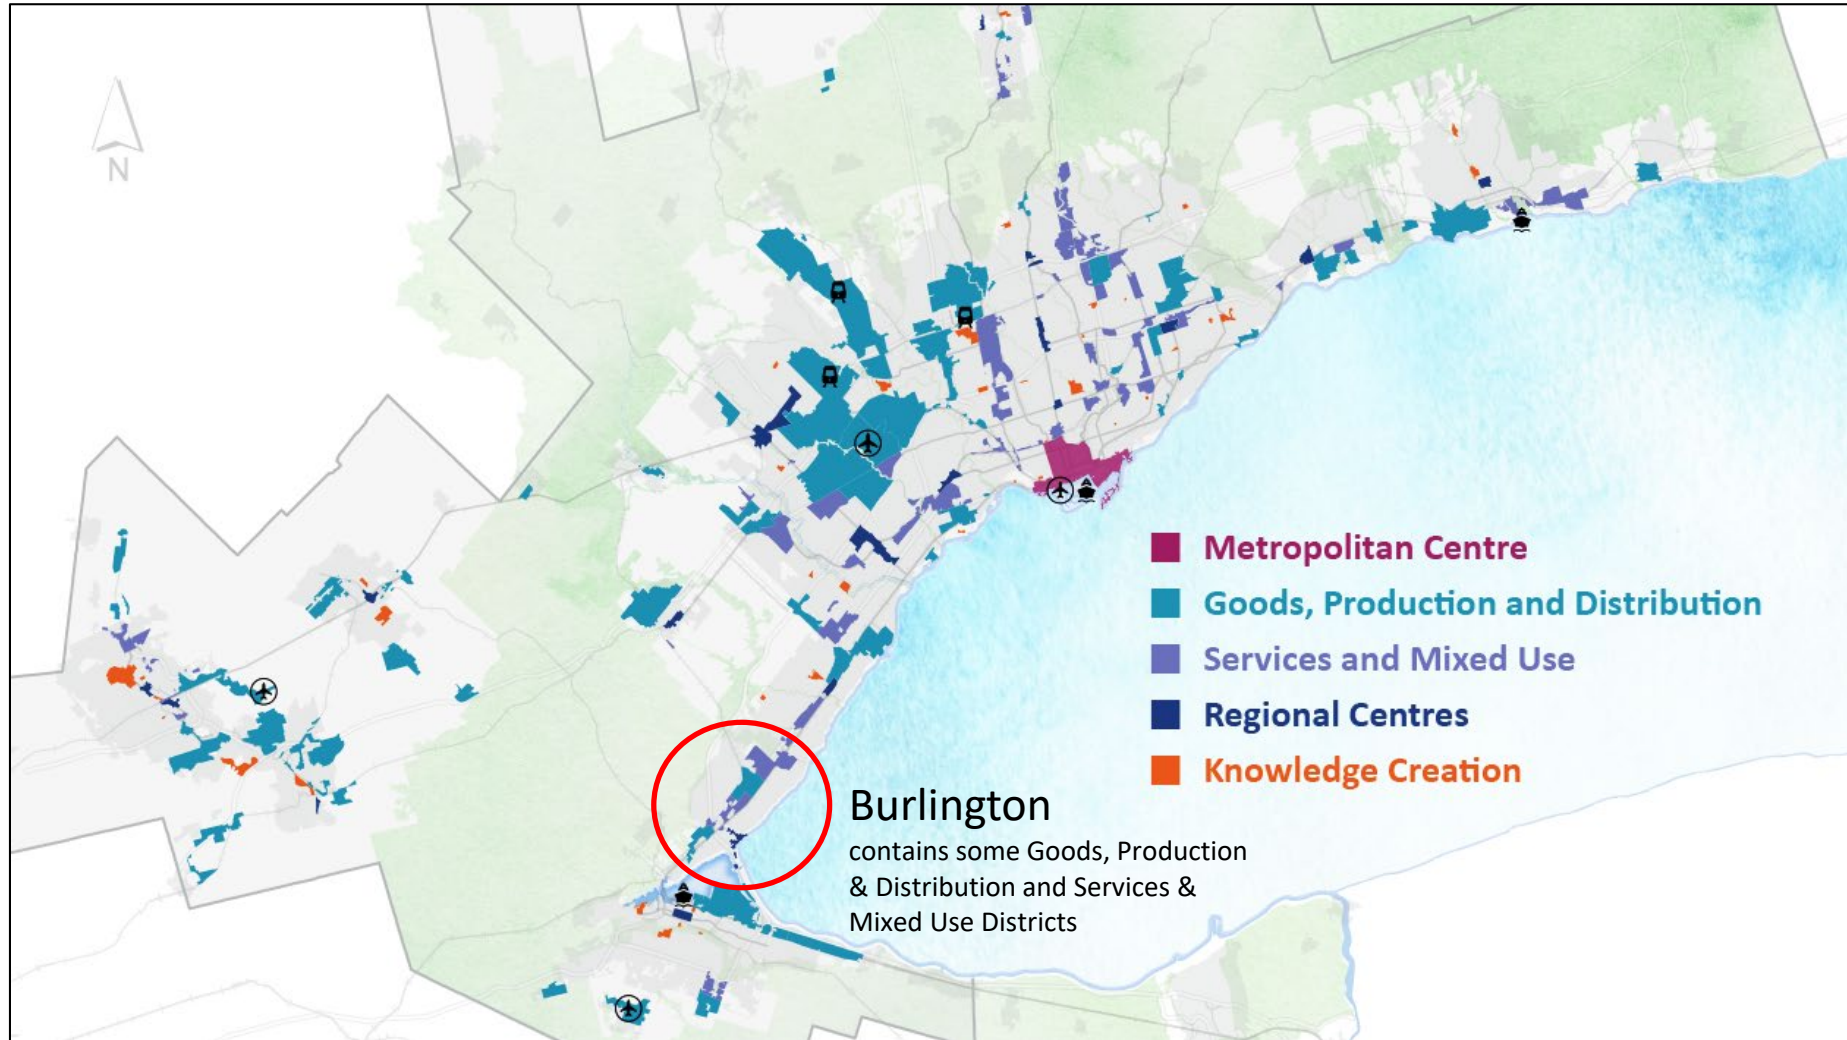 N
Metropolitan Centre
Goods, Production and Distribution
Services and Mixed Use
Regional Centres
Knowledge Creation
Burlington
contains some Goods, Production
& Distribution and Services &
Mixed Use Districts